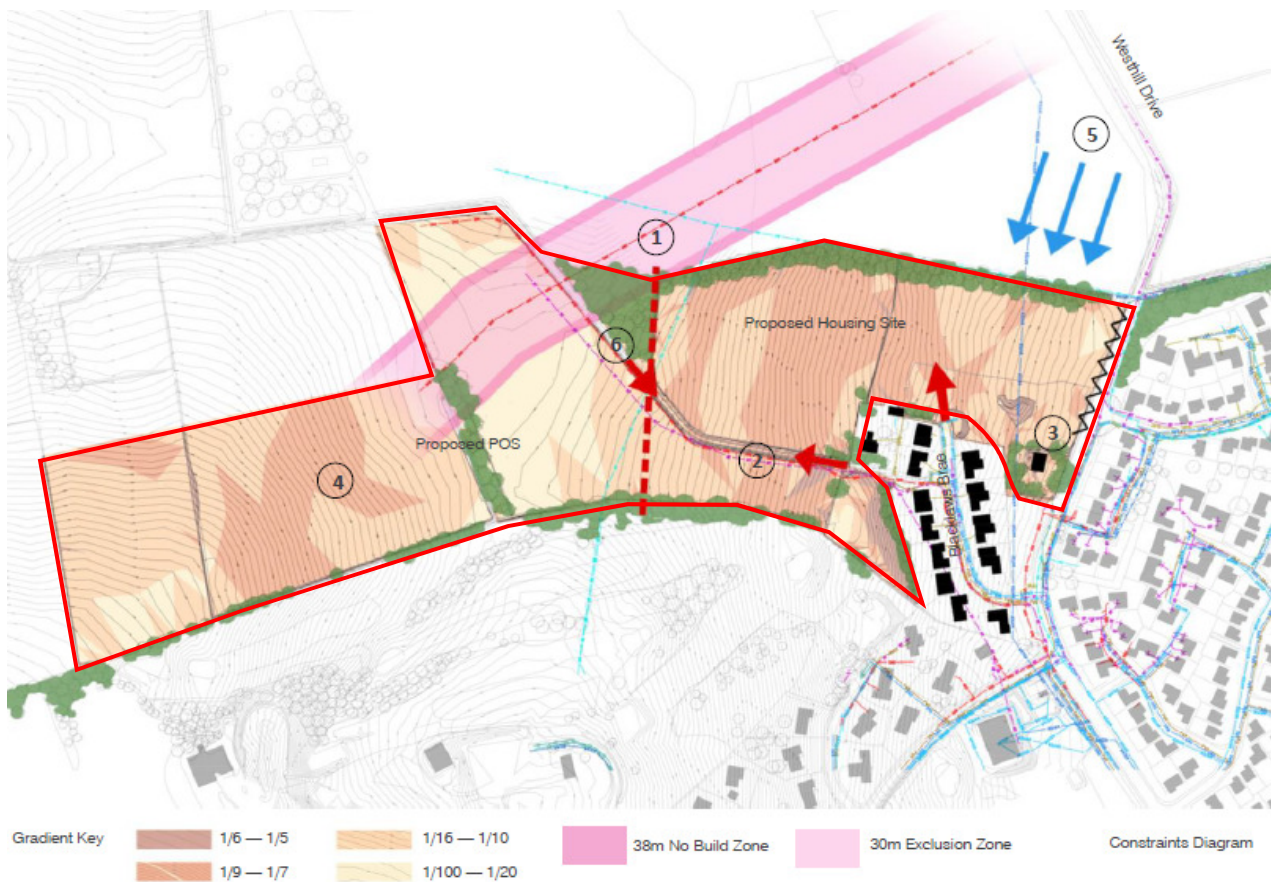 Westhill Drive
5
1
Proposed Housing Site
6
3
Proposed POS
2
4
Blacklaws Brae
Gradient Key
1/6 — 1/5
1/16 — 1/10
38m No Build Zone
30m Exclusion Zone
Constraints Diagram
1/9 — 1/7
1/100 — 1/20